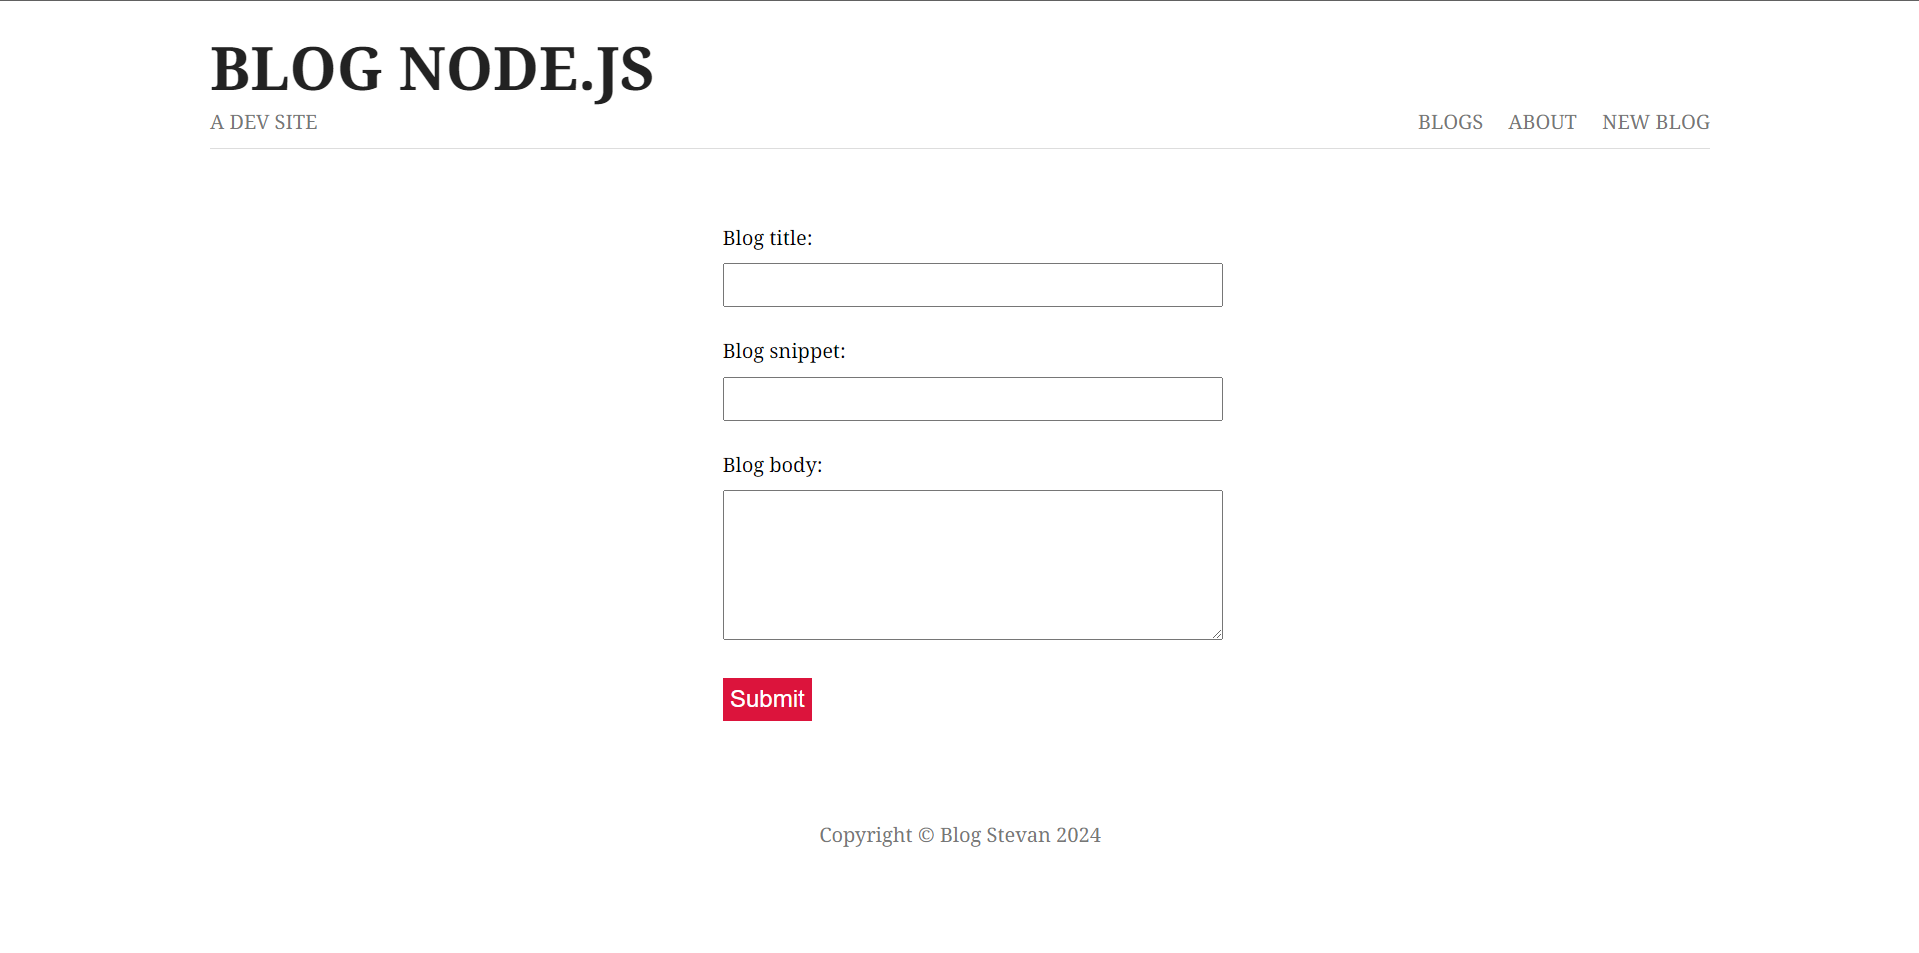 BLOG NODE.JS
A DEV SITE
BLOGS ABOUT NEW BLOG
Blog title:
Blog snippet:
Blog body:
Submit
Copyright © Blog Stevan 2024